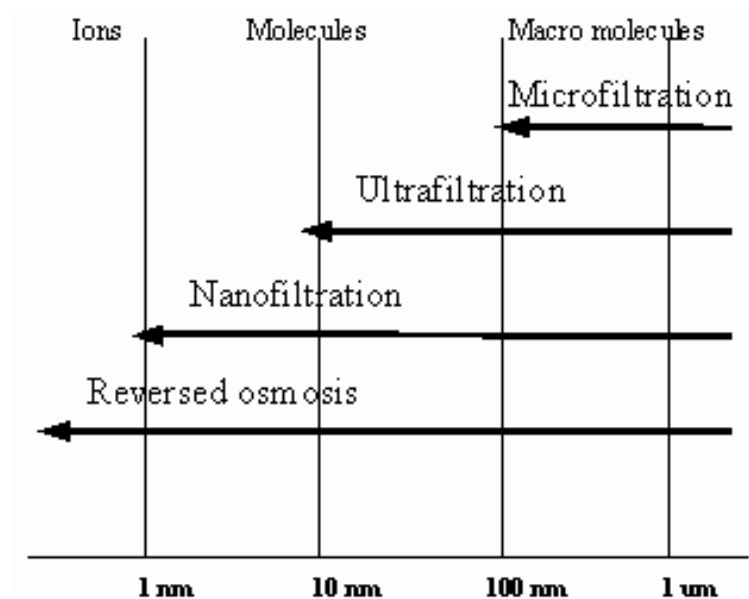 Ions Molecules Macro molecules
Microfiltration
Ultrafiltration
Nanofiltration
Reversed osmosis
1 nm 10 nm 100 nm 1 um